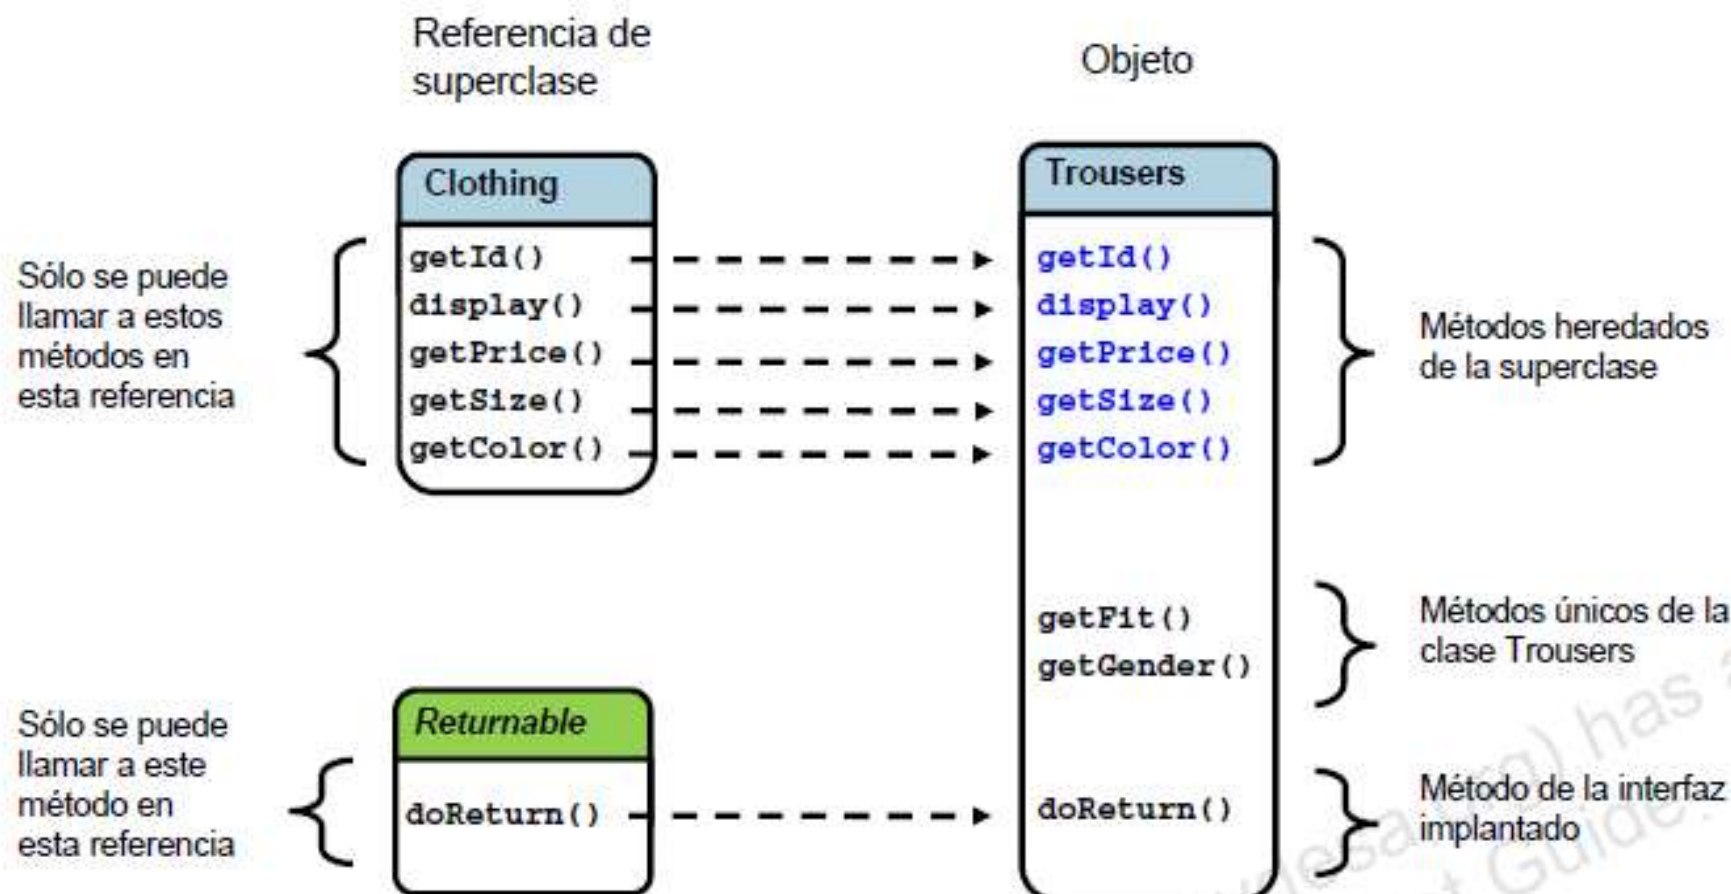 Referencia de
superclase
Objeto
Clothing
getId()
display()
getPrice()
getSize()
getColor()
Sólo se puede
llamar a estos
métodos en
esta referencia
Trousers
getId()
display()
getPrice()
getSize()
getColor()
Métodos heredados
de la superclase
getFit()
getGender()
Métodos únicos de la
clase Trousers
Sólo se puede
llamar a este
método en
esta referencia
Returnable
doReturn()
doReturn()
Método de la interfaz
implantado
has
Guide